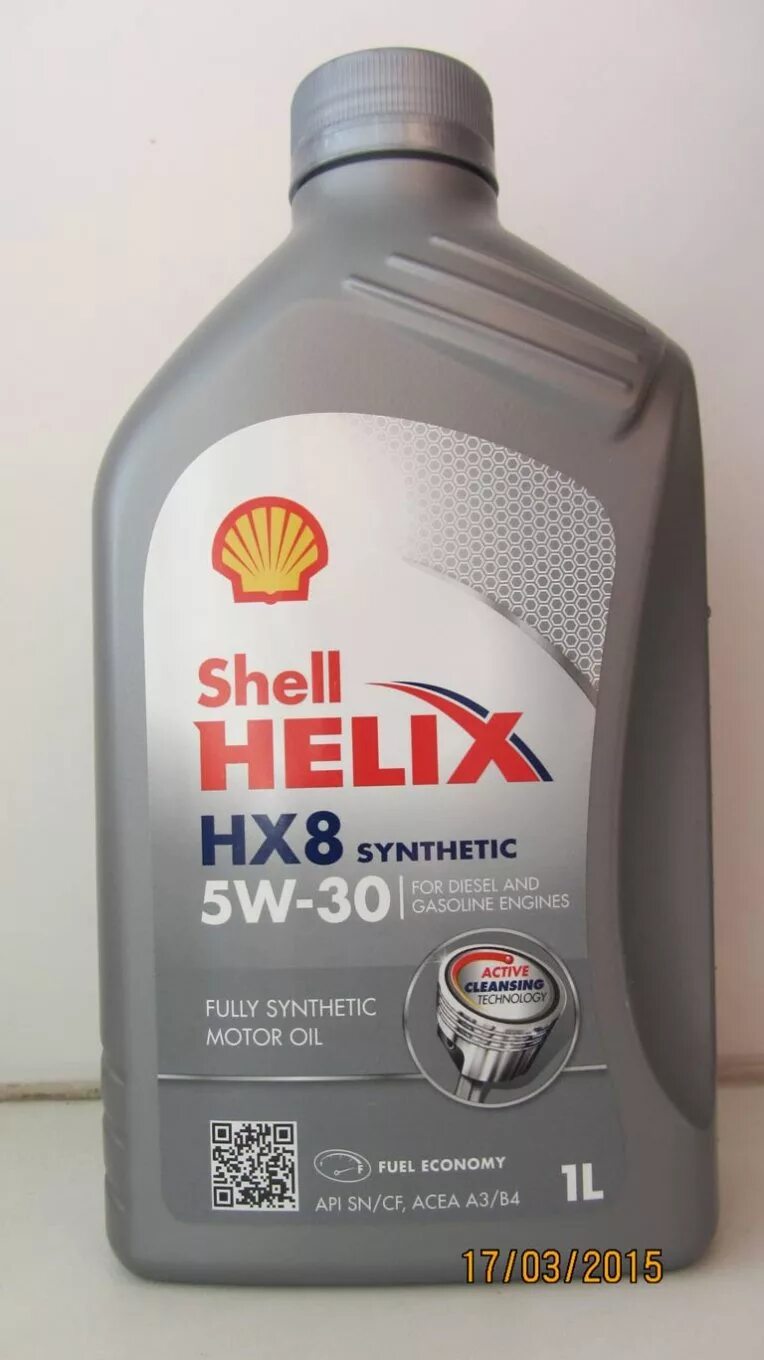 Shell
HELIX
HX8 SYNTHETIC
5W-30
FOR DIESEL AND
GASOLINE ENGINES
ACTIVE
CLEANSING
TECHNOLOGY
FULLY SYNTHETIC
MOTOR OIL
F
FUEL ECONOMY
API SN/CF, ACEA A3/B4
1L
17/03/2015